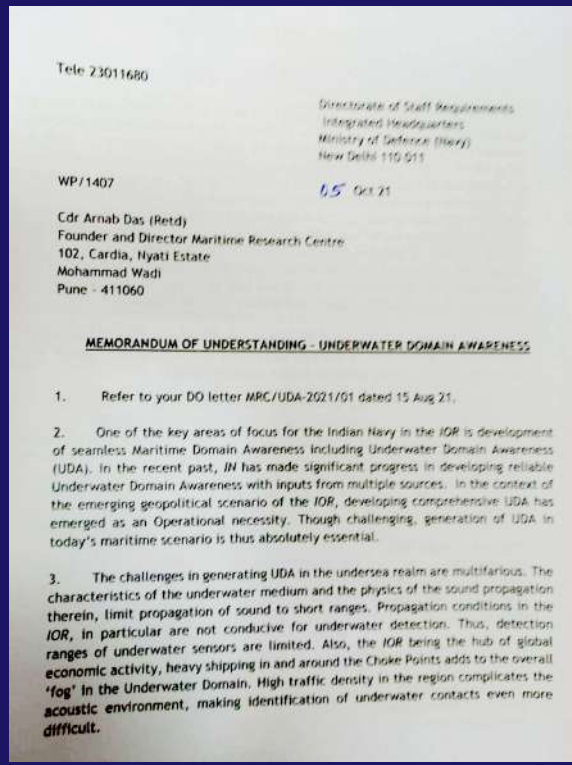 Tele 23011680
Directorate of Staff Requirements
Integrated Headquarters
Ministry of Defence (Navy)
New Delhi 110 011
WP/1407
05 Oct 21
Cdr Arnab Das (Retd)
Founder and Director Maritime Research Centre
102, Cardia, Nyati Estate
Mohammad Wadi
Pune - 411060
MEMORANDUM OF UNDERSTANDING - UNDERWATER DOMAIN AWARENESS
1. Refer to your DO letter MRC/UDA-2021/01 dated 15 Aug 21.
2. One of the key areas of focus for the Indian Navy in the IOR is development
of seamless Maritime Domain Awareness including Underwater Domain Awareness
(UDA). In the recent past, IN has made significant progress in developing reliable
Underwater Domain Awareness with inputs from multiple sources. In the context of
the emerging geopolitical scenario of the IOR, developing comprehensive UDA has
emerged as an Operational necessity. Though challenging, generation of UDA in
today's maritime scenario is thus absolutely essential.
3. The challenges in generating UDA in the undersea realm are multifarious. The
characteristics of the underwater medium and the physics of the sound propagation
therein, limit propagation of sound to short ranges. Propagation conditions in the
IOR, in particular are not conducive for underwater detection. Thus, detection
ranges of underwater sensors are limited. Also, the IOR being the hub of global
economic activity, heavy shipping in and around the Choke Points adds to the overall
'fog' in the Underwater Domain. High traffic density in the region complicates the
acoustic environment, making identification of underwater contacts even more
difficult.